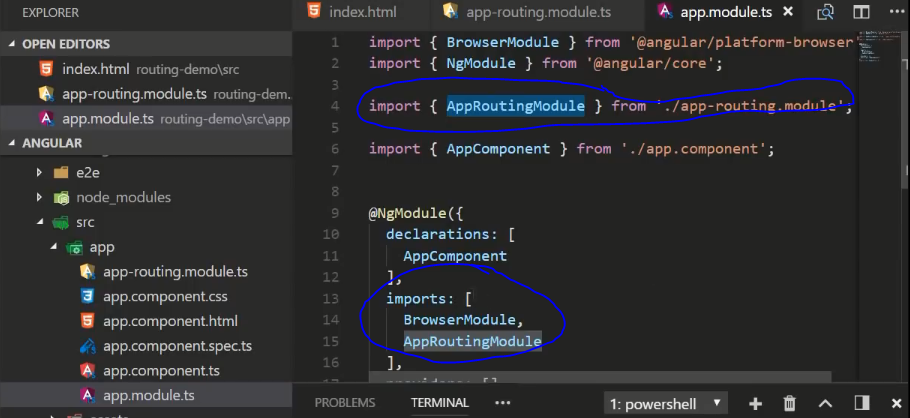 EXPLORER
OPEN EDITORS
index.html routing-demo\src
app-routing.module.ts routing-dem...
app.module.ts routing-demo\src\app
ANGULAR
e2e
node_modules
src
app
app-routing.module.ts
app.component.css
app.component.html
app.component.spec.ts
app.component.ts
app.module.ts
index.html
app-routing.module.ts
app.module.ts
1 import { BrowserModule } from '@angular/platform-browser
2 import { NgModule } from '@angular/core';
3
4 import { AppRoutingModule } from './app-routing.module';
5
6 import { AppComponent } from './app.component';
7
8
9 @NgModule({
10 declarations: [
11 AppComponent
12 ],
13 imports: [
14 BrowserModule,
15 AppRoutingModule
16 ],
17 providers: []
PROBLEMS TERMINAL ••• 1: powershell